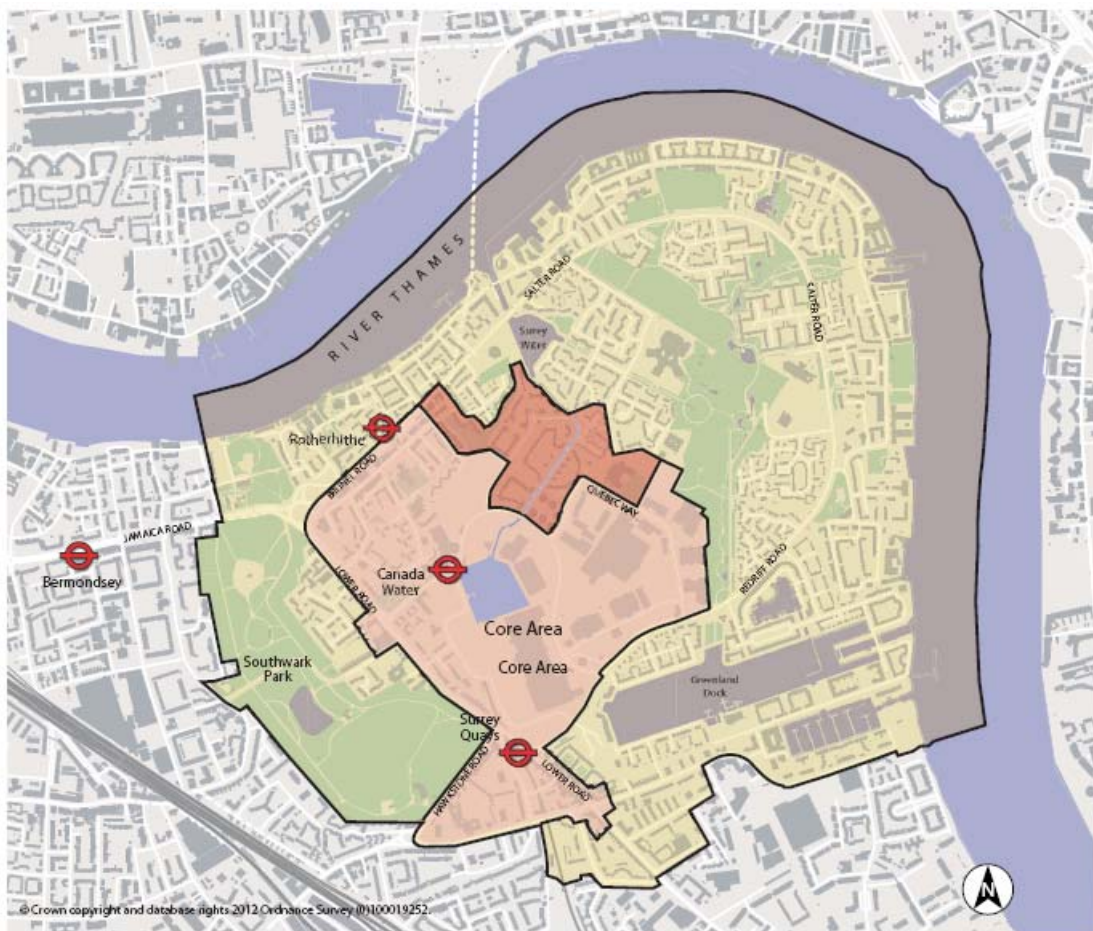 RIVER THAMES
SALTER ROAD
SALTER ROAD
Surrey
Water
Rotherhithe
BRUNEL ROAD
QUEBEC WAY
JAMAICA ROAD
Bermondsey
LOWER ROAD
Canada
Water
REDRIFF ROAD
Core Area
Core Area
Southwark
Park
Greenland
Dock
Surrey
Quays
HAWKSTONE ROAD
LOWER ROAD
N
© Crown copyright and database rights 2012 Ordnance Survey (0)100019252.